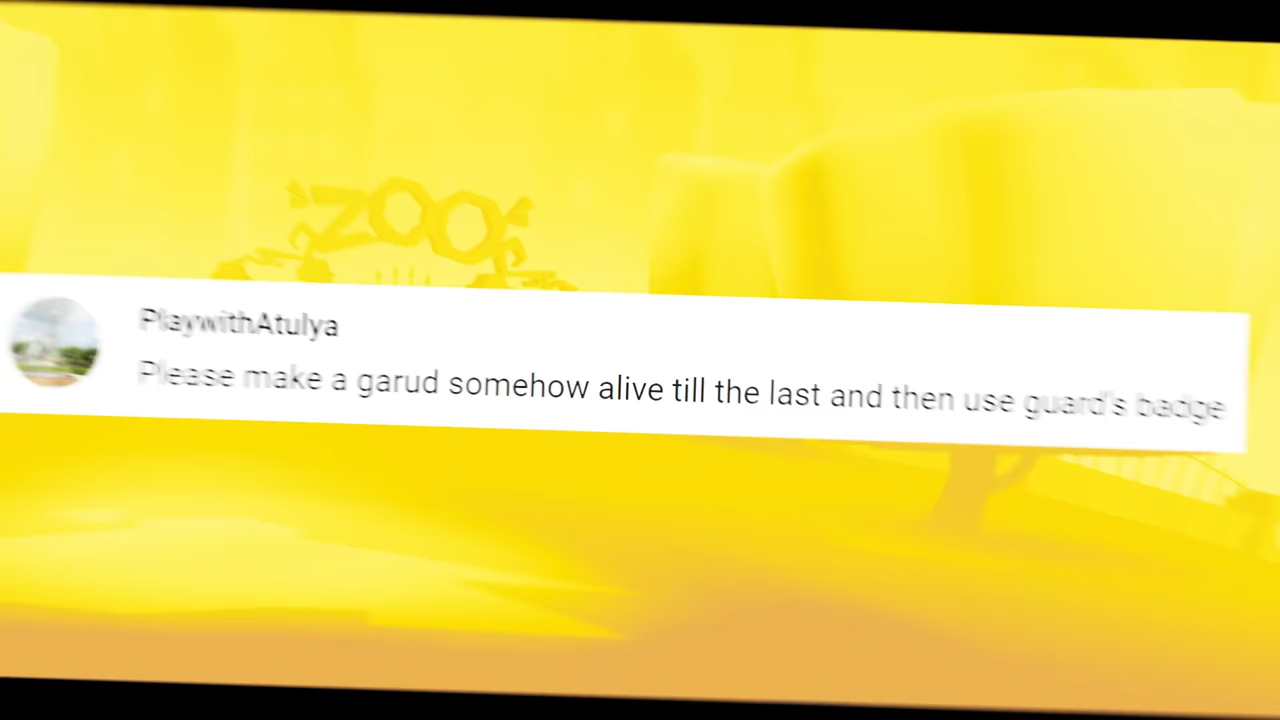 ZOO
PlaywithAtulya
Please make a garud somehow alive till the last and then use guard's badge